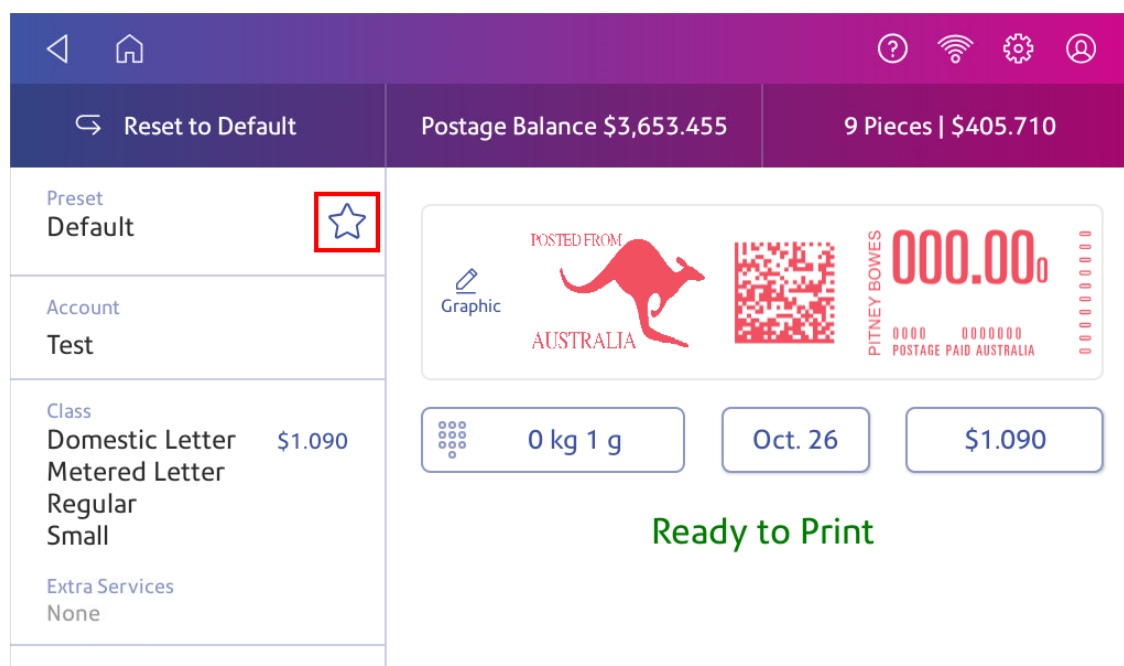 Reset to Default
Postage Balance $3,653.455
9 Pieces | $405.710
Preset
Default
Account
Test
Class
Domestic Letter $1.090
Metered Letter
Regular
Small
Extra Services
None
Graphic
POSTED FROM
AUSTRALIA
PITNEY BOWES
000.000
0000 0000000
POSTAGE PAID AUSTRALIA
0000000000
0 kg 1 g
Oct. 26
$1.090
Ready to Print